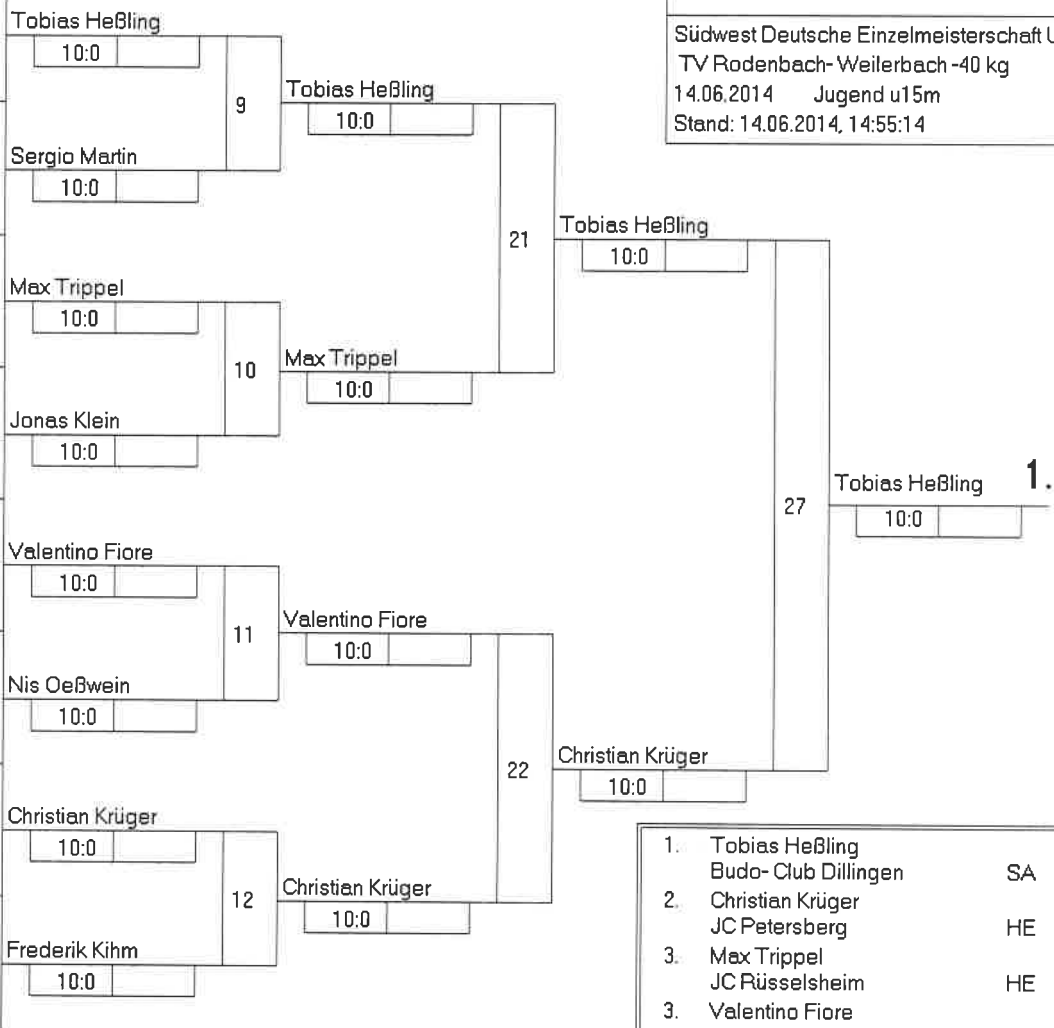 Südwest Deutsche Einzelmeisterschaft U
TV Rodenbach-Weilerbach -40 kg
14.06.2014 Jugend u15m
Stand: 14.06.2014, 14:55:14
Tobias Heßling
10:0
9
Sergio Martin
10:0
Tobias Heßling
10:0
21
Max Trippel
10:0
10
Jonas Klein
10:0
Max Trippel
10:0
Tobias Heßling
10:0
27
Tobias Heßling 1.
10:0
Valentino Fiore
10:0
11
Nis Oeßwein
10:0
Valentino Fiore
10:0
22
Christian Krüger
10:0
Christian Krüger
10:0
12
Frederik Kihm
10:0
Christian Krüger
10:0
1. Tobias Heßling
Budo-Club Dillingen SA
2. Christian Krüger
JC Petersberg HE
3. Max Trippel
JC Rüsselsheim HE
3. Valentino Fiore